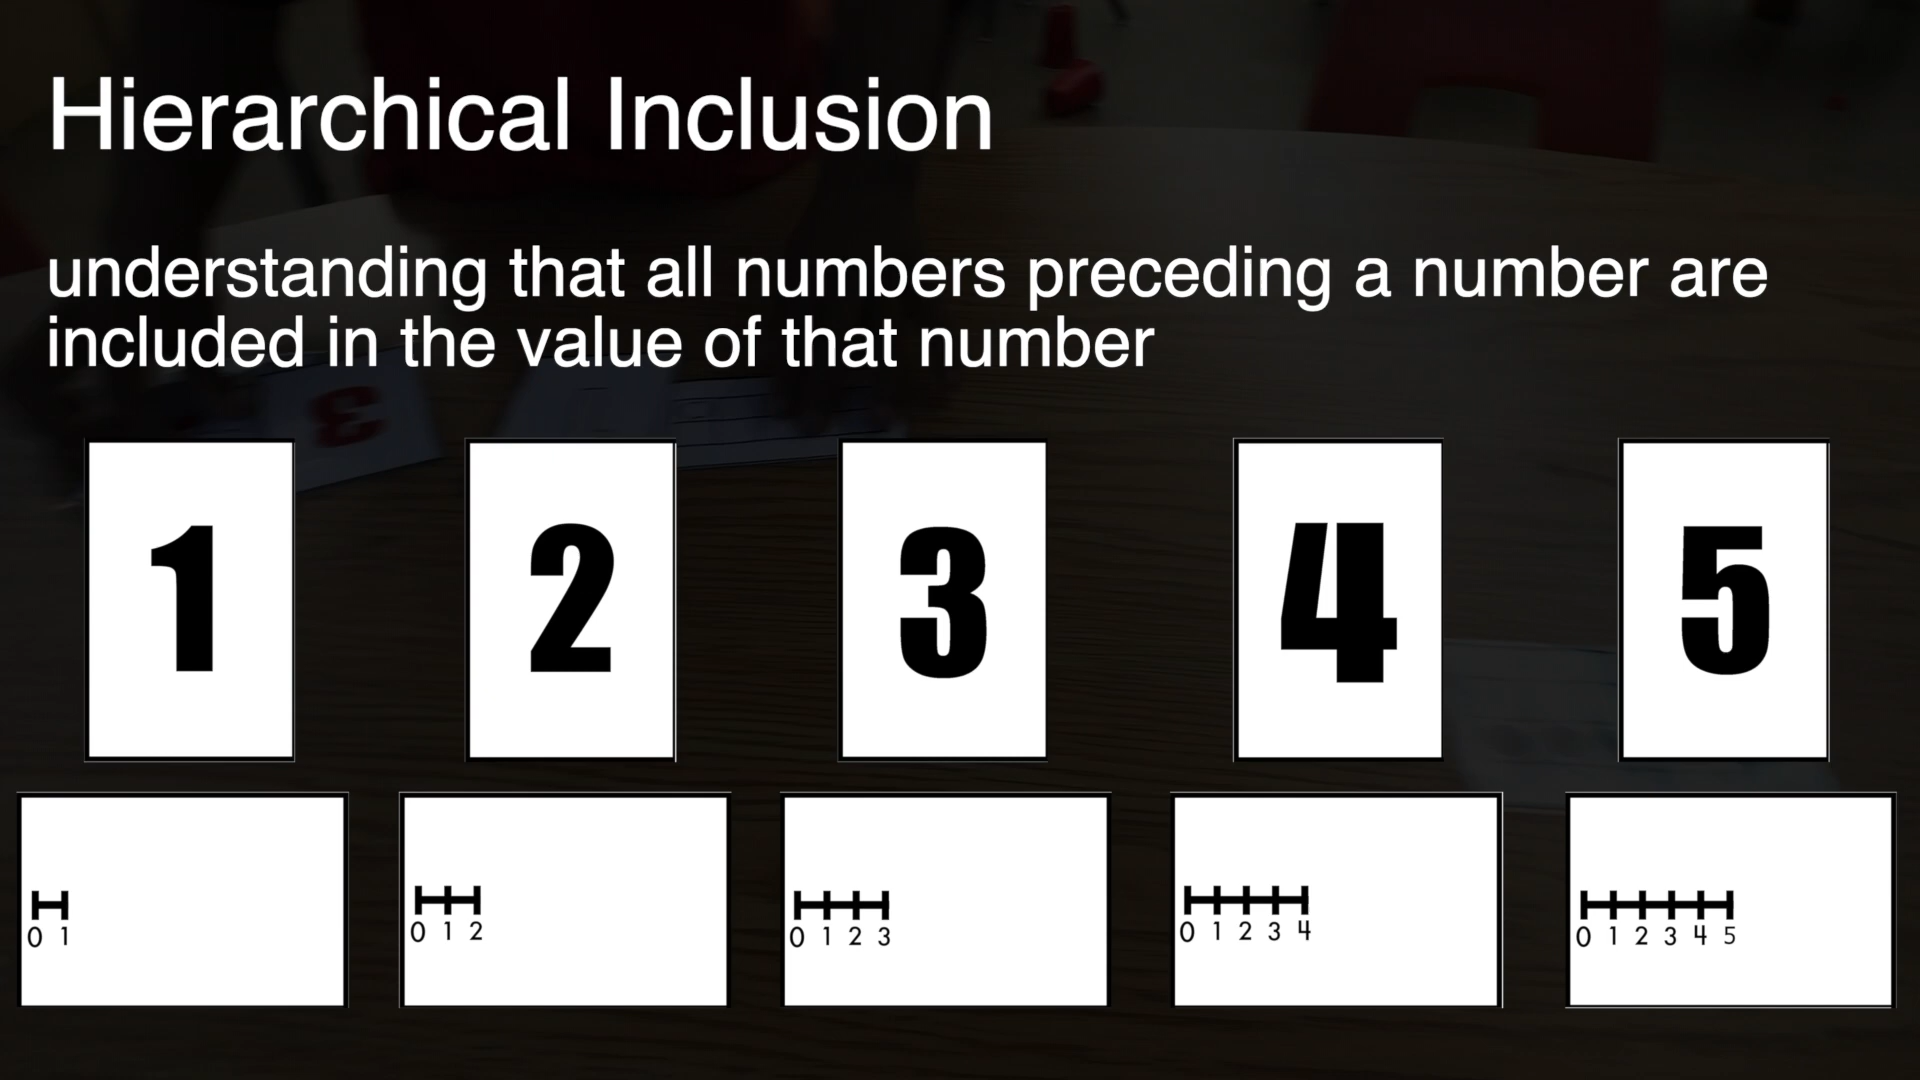 Hierarchical Inclusion
understanding that all numbers preceding a number are
included in the value of that number
1 2 3 4 5
0 1
0 1 2
0 1 2 3
0 1 2 3 4
0 1 2 3 4 5
3